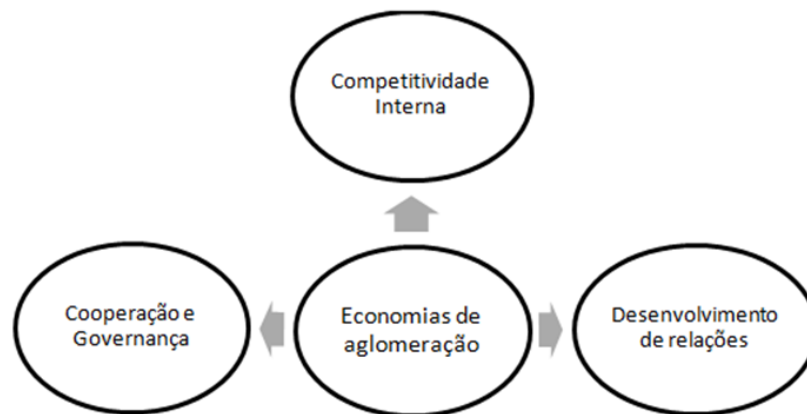 Competitividade
Interna
Cooperação e
Governança
Economias de
aglomeração
Desenvolvimento
de relações